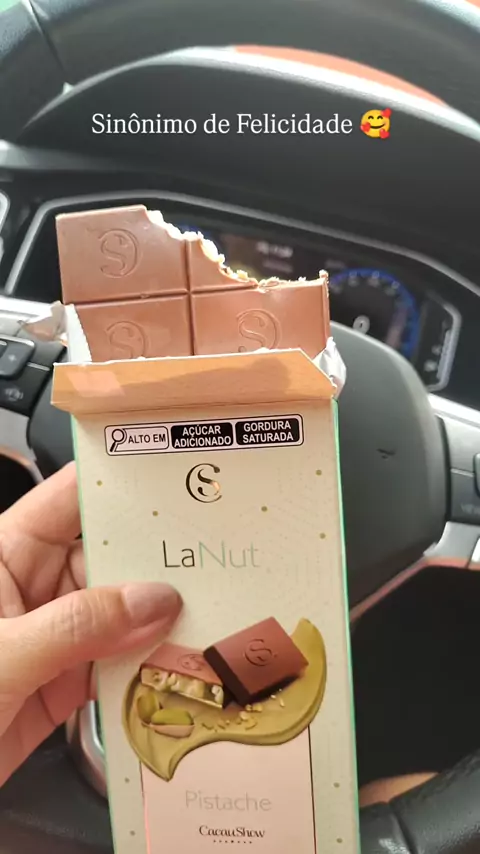 Sinônimo de Felicidade 🥰
ALTO EM
AÇÚCAR
ADICIONADO
GORDURA
SATURADA
LaNut
Pistache
CacauShow